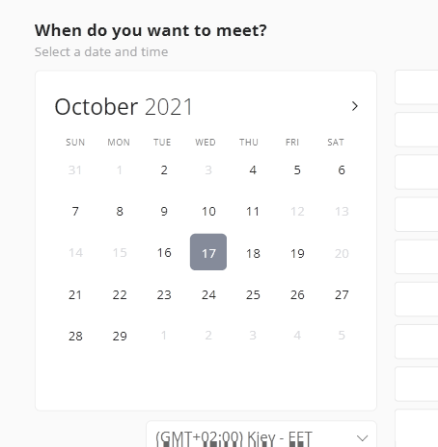 When do you want to meet?
Select a date and time
October 2021
SUN MON TUE WED THU FRI SAT
31 1 2 3 4 5 6
7 8 9 10 11 12 13
14 15 16 17 18 19 20
21 22 23 24 25 26 27
28 29 1 2 3 4 5
(GMT+02:00) Kiev - EET